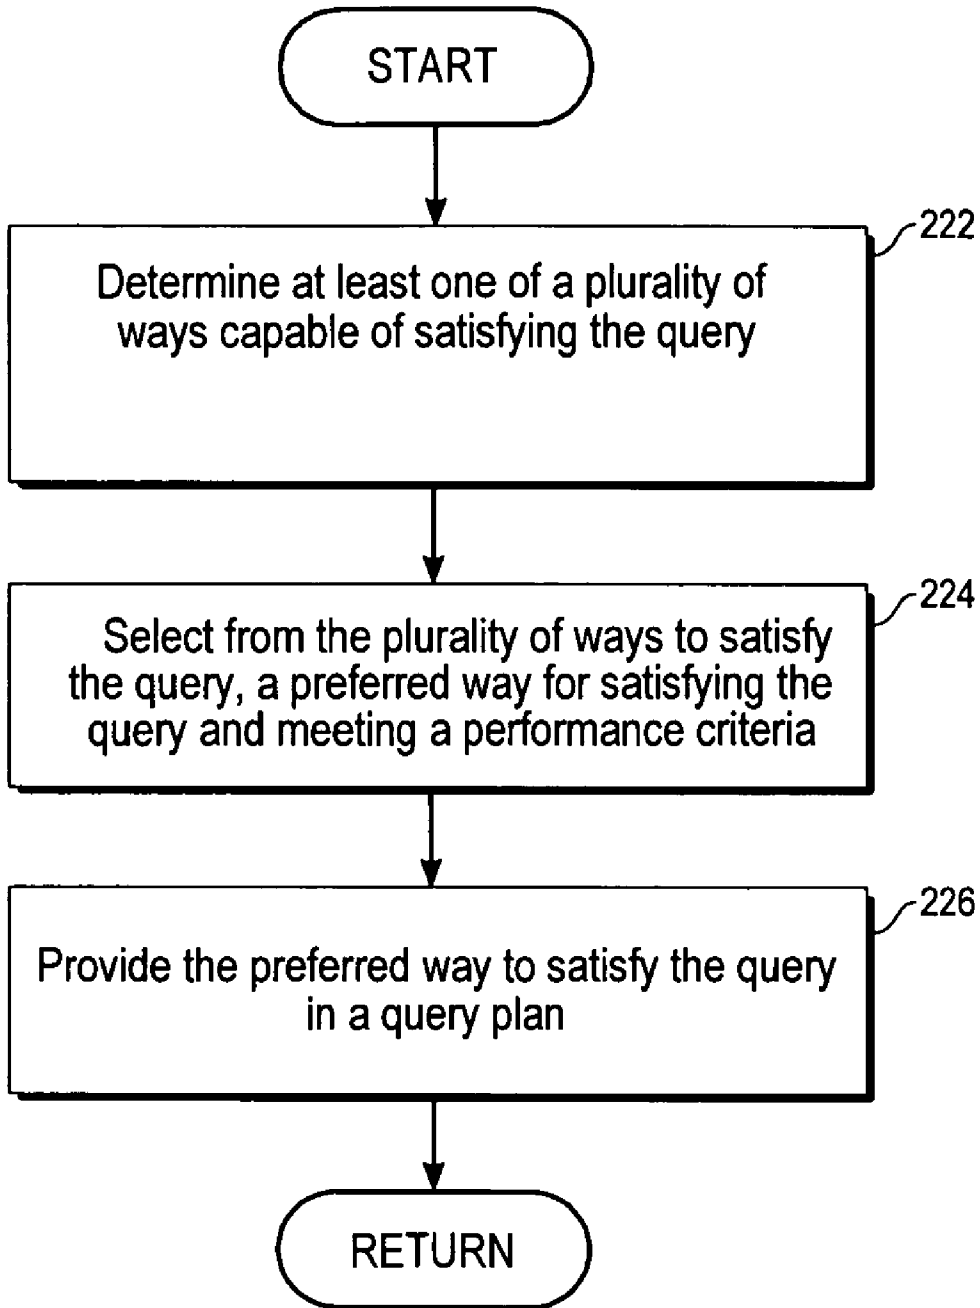 START
222
Determine at least one of a plurality of
ways capable of satisfying the query
224
Select from the plurality of ways to satisfy
the query, a preferred way for satisfying the
query and meeting a performance criteria
226
Provide the preferred way to satisfy the query
in a query plan
RETURN